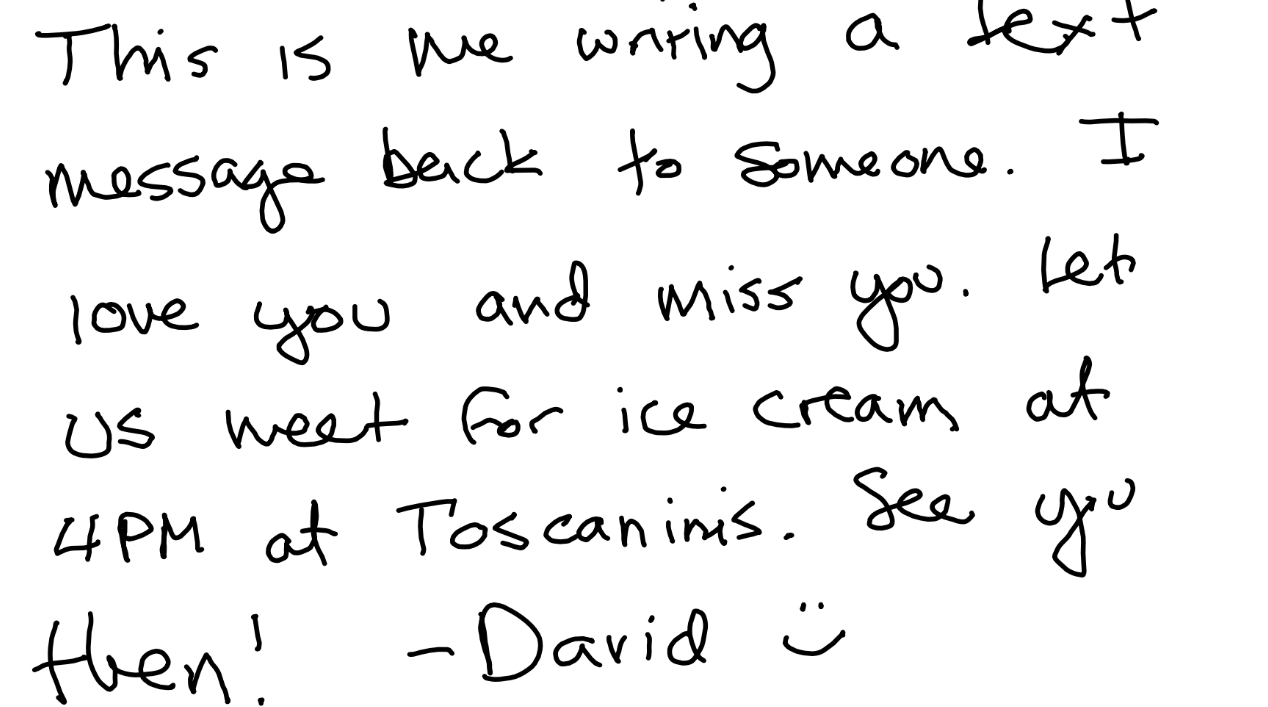 This is me writing a text
message back to someone. I
love you and miss you. Let
us meet for ice cream at
4PM at Toscaninis. See you
then! -David :)